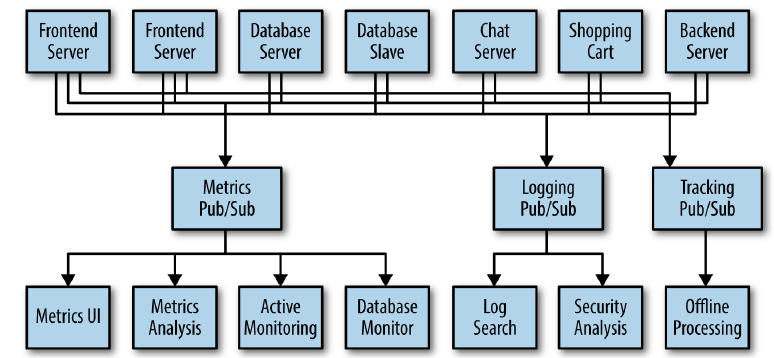 Frontend
Server
Frontend
Server
Database
Server
Database
Slave
Chat
Server
Shopping
Cart
Backend
Server
Metrics
Pub/Sub
Logging
Pub/Sub
Tracking
Pub/Sub
Metrics UI
Metrics
Analysis
Active
Monitoring
Database
Monitor
Log
Search
Security
Analysis
Offline
Processing